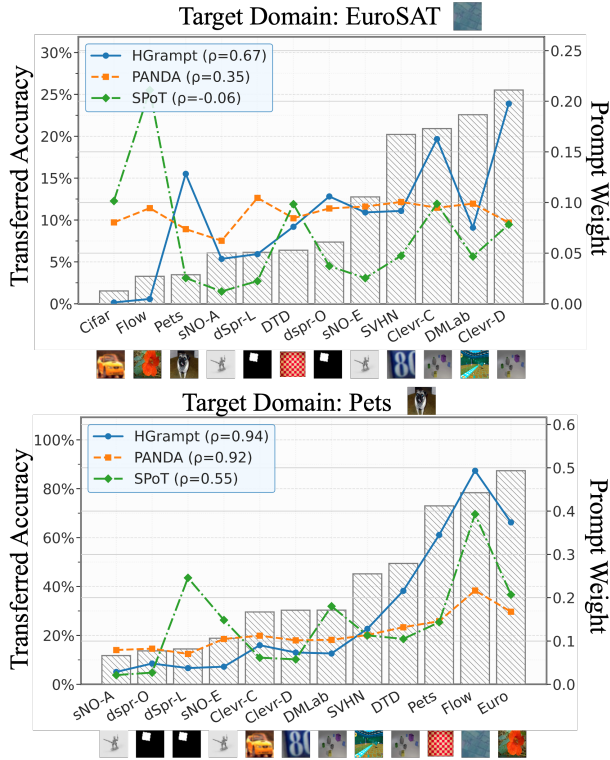 Target Domain: EuroSAT
HGrampt (ρ=0.67)
PANDA (ρ=0.35)
SPoT (ρ=-0.06)
Transferred Accuracy
30%
25%
20%
15%
10%
5%
0%
Prompt Weight
0.25
0.20
0.15
0.10
0.05
0.00
Cifar
Flow
Pets
sNO-A
dSpr-L
DTD
dspr-O
sNO-E
SVHN
Clevr-C
DMLab
Clevr-D
Target Domain: Pets
HGrampt (ρ=0.94)
PANDA (ρ=0.92)
SPoT (ρ=0.55)
Transferred Accuracy
100%
80%
60%
40%
20%
0%
Prompt Weight
0.6
0.5
0.4
0.3
0.2
0.1
0.0
sNO-A
dspr-O
dSpr-L
sNO-E
Clevr-C
Clevr-D
DMLab
SVHN
DTD
Pets
Flow
Euro